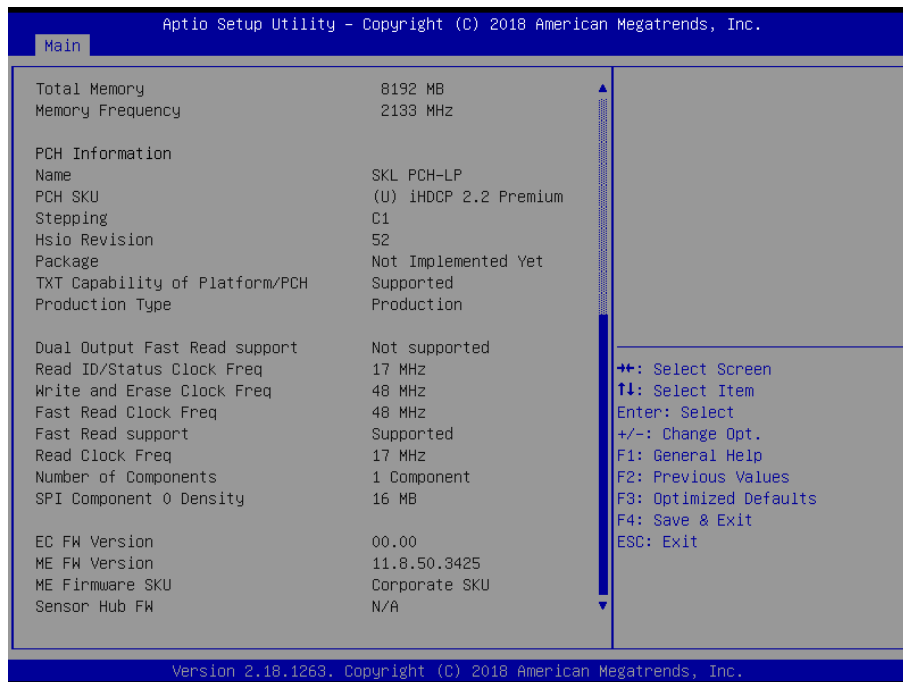 Aptio Setup Utility – Copyright (C) 2018 American Megatrends, Inc.
Main
Total Memory 8192 MB
Memory Frequency 2133 MHz
PCH Information
Name SKL PCH-LP
PCH SKU (U) iHDCP 2.2 Premium
Stepping C1
Hsio Revision 52
Package Not Implemented Yet
TXT Capability of Platform/PCH Supported
Production Type Production
Dual Output Fast Read support Not supported
Read ID/Status Clock Freq 17 MHz
Write and Erase Clock Freq 48 MHz
Fast Read Clock Freq 48 MHz
Fast Read support Supported
Read Clock Freq 17 MHz
Number of Components 1 Component
SPI Component 0 Density 16 MB
EC FW Version 00.00
ME FW Version 11.8.50.3425
ME Firmware SKU Corporate SKU
Sensor Hub FW N/A
→←: Select Screen
↑↓: Select Item
Enter: Select
+/-: Change Opt.
F1: General Help
F2: Previous Values
F3: Optimized Defaults
F4: Save & Exit
ESC: Exit
Version 2.18.1263. Copyright (C) 2018 American Megatrends, Inc.